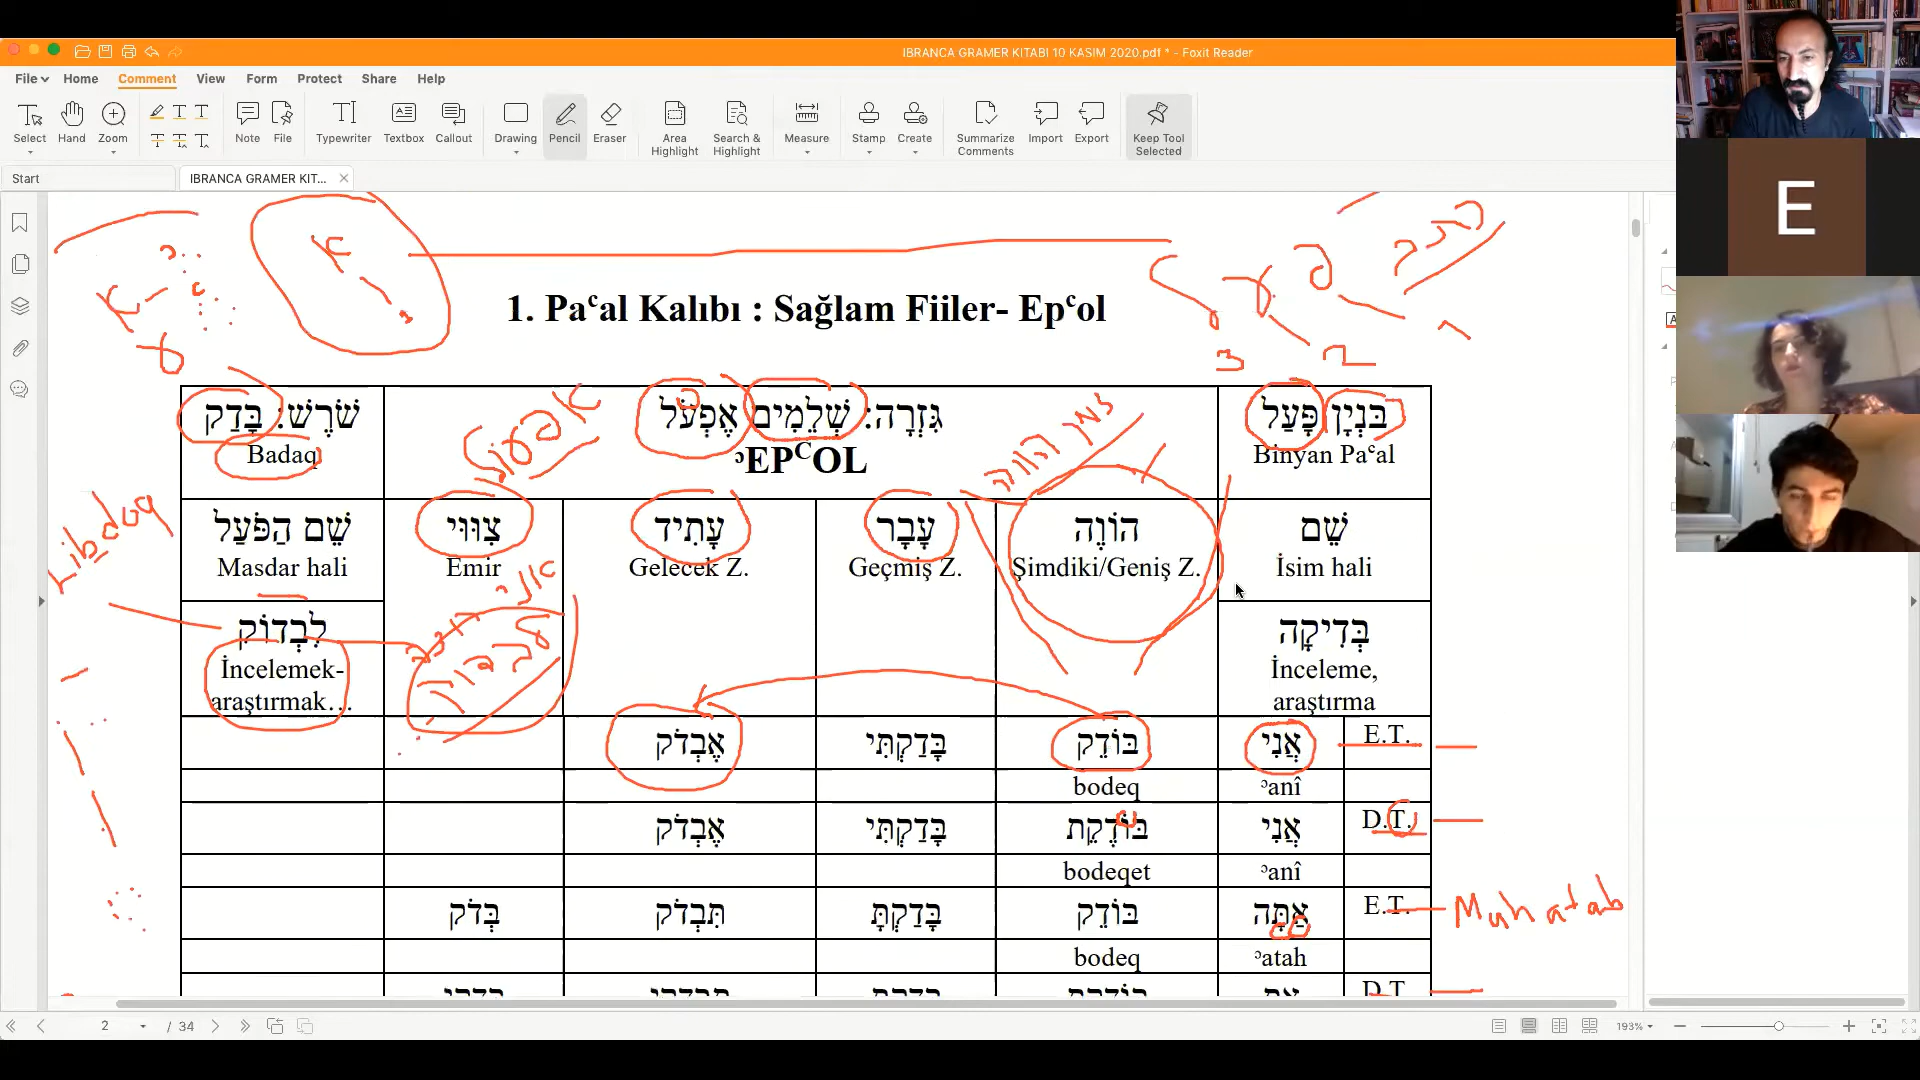 IBRANCA GRAMER KITABI 10 KASIM 2020.pdf * - Foxit Reader
File Home Comment View Form Protect Share Help
Select Hand Zoom Note File Typewriter Textbox Callout Drawing Pencil Eraser Area Highlight Search & Highlight Measure Stamp Create Summarize Comments Import Export Keep Tool Selected
Start IBRANCA GRAMER KIT...
E
1. Paᶜal Kalıbı : Sağlam Fiiler- Epᶜol
3 2
בִּנְיָן פָּעַל גִּזְרָה: שְׁלֵמִים אֶפְעֹל שֹׁרֶשׁ: בָּדַק
Binyan Paᶜal ᵓEPᶜOL Badaq
שֵׁם הוֹוֶה עָבָר עָתִיד צִוּוּי שֵׁם הַפֹּעַל
İsim hali Şimdiki/Geniş Z. Geçmiş Z. Gelecek Z. Emir Masdar hali
Libdoq
בְּדִיקָה לִבְדוֹק
İnceleme, araştırma İncelemek-araştırmak…
E.T. אֲנִי בּוֹדֵק בָּדַקְתִּי אֶבְדֹק
ᵓanî bodeq
D.T. אֲנִי בּוֹדֶקֶת בָּדַקְתִּי אֶבְדֹק
ᵓanî bodeqet
E.T. אַתָּה בּוֹדֵק בָּדַקְתָּ תִּבְדֹק בְּדֹק
Muhatab
ᵓatah bodeq
D.T.
2 / 34 193%